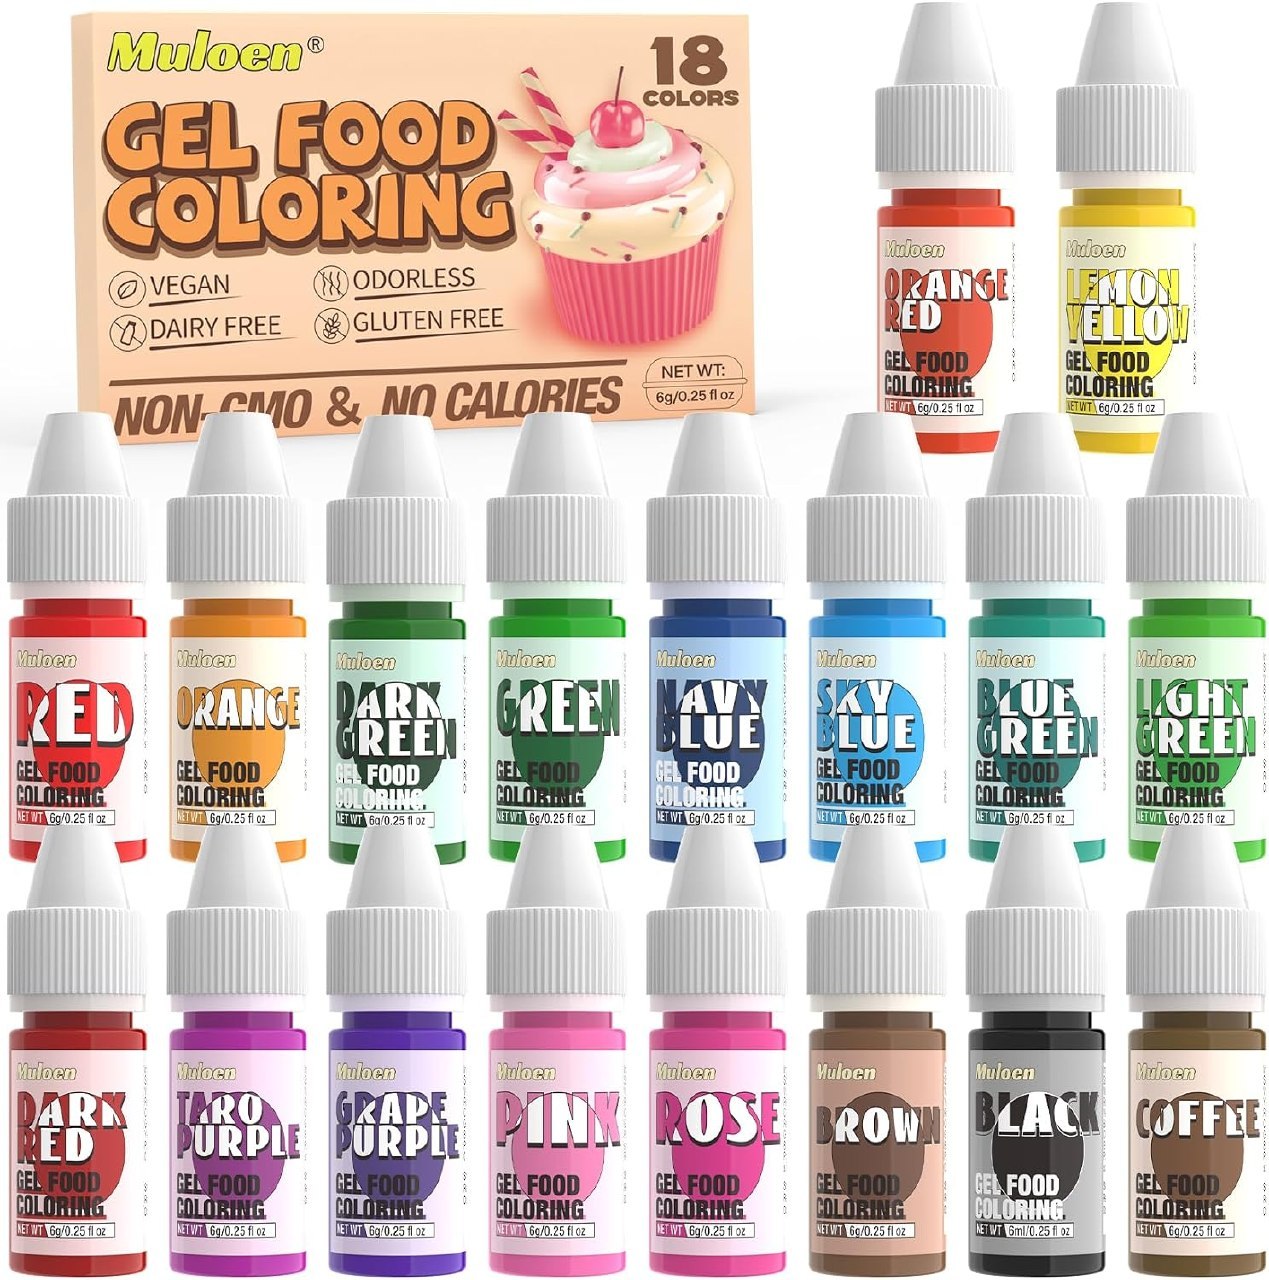 Muloen®
18
COLORS
GEL FOOD
COLORING
VEGAN
ODORLESS
DAIRY FREE
GLUTEN FREE
NON-GMO & NO CALORIES
NET WT:
6g/0.25 fl oz
Muloen
ORANGE
RED
GEL FOOD
COLORING
NET WT 6g/0.25 fl oz
Muloen
LEMON
YELLOW
GEL FOOD
COLORING
NET WT 6g/0.25 fl oz
Muloen
RED
GEL FOOD
COLORING
NET WT 6g/0.25 fl oz
Muloen
ORANGE
GEL FOOD
COLORING
NET WT 6g/0.25 fl oz
Muloen
DARK
GREEN
GEL FOOD
COLORING
NET WT 6g/0.25 fl oz
Muloen
GREEN
GEL FOOD
COLORING
NET WT 6g/0.25 fl oz
Muloen
NAVY
BLUE
GEL FOOD
COLORING
NET WT 6g/0.25 fl oz
Muloen
SKY
BLUE
GEL FOOD
COLORING
NET WT 6g/0.25 fl oz
Muloen
BLUE
GREEN
GEL FOOD
COLORING
NET WT 6g/0.25 fl oz
Muloen
LIGHT
GREEN
GEL FOOD
COLORING
NET WT 6g/0.25 fl oz
Muloen
DARK
RED
GEL FOOD
COLORING
NET WT 6g/0.25 fl oz
Muloen
TARO
PURPLE
GEL FOOD
COLORING
NET WT 6g/0.25 fl oz
Muloen
GRAPE
PURPLE
GEL FOOD
COLORING
NET WT 6g/0.25 fl oz
Muloen
PINK
GEL FOOD
COLORING
NET WT 6g/0.25 fl oz
Muloen
ROSE
GEL FOOD
COLORING
NET WT 6g/0.25 fl oz
Muloen
BROWN
GEL FOOD
COLORING
NET WT 6g/0.25 fl oz
Muloen
BLACK
GEL FOOD
COLORING
NET WT 6ml/0.25 fl oz
Muloen
COFFEE
GEL FOOD
COLORING
NET WT 6g/0.25 fl oz